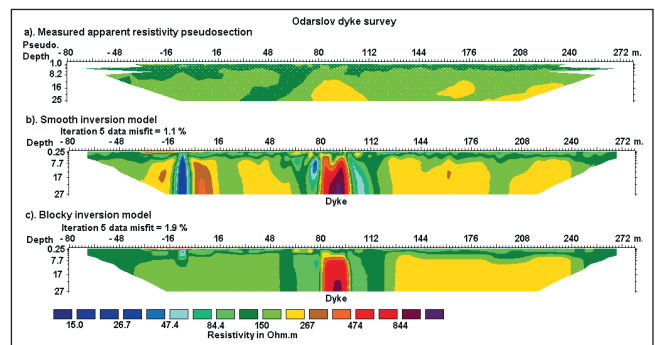 Odarslov dyke survey
a). Measured apparent resistivity pseudosection
Pseudo.
Depth - 80 - 48 - 16 16 48 80 112 144 176 208 240 272 m.
1.0
8.2
16
25
b). Smooth inversion model
Iteration 5 data misfit = 1.1 %
Depth - 80 - 48 - 16 16 48 80 112 144 176 208 240 272 m.
0.25
7.7
17
27
Dyke
c). Blocky inversion model
Iteration 5 data misfit = 1.9 %
Depth - 80 - 48 - 16 16 48 80 112 144 176 208 240 272 m.
0.25
7.7
17
27
Dyke
15.0 26.7 47.4 84.4 150 267 474 844
Resistivity in Ohm.m